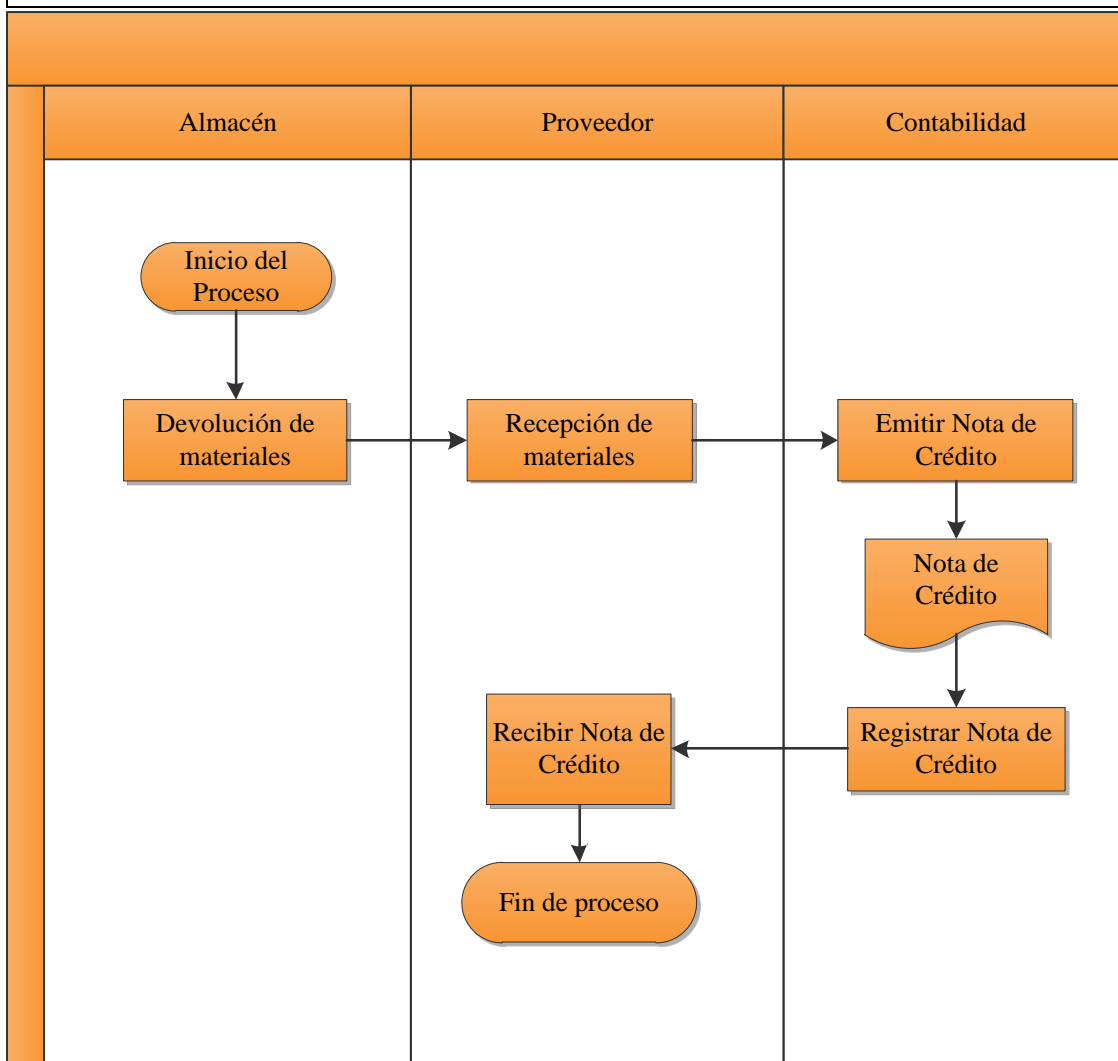 Almacén
Proveedor
Contabilidad
Inicio del
Proceso
Devolución de
materiales
Recepción de
materiales
Emitir Nota de
Crédito
Nota de
Crédito
Recibir Nota de
Crédito
Registrar Nota de
Crédito
Fin de proceso